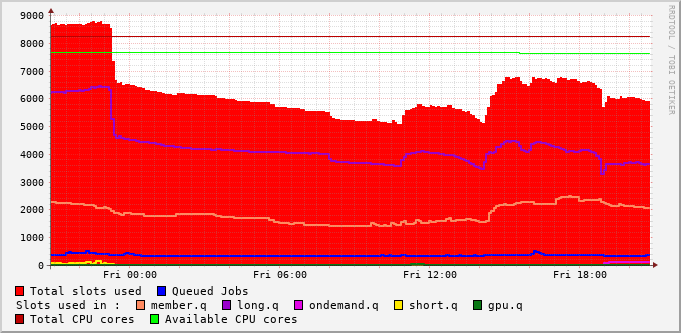 9000
8000
7000
6000
5000
4000
3000
2000
1000
0
Fri 00:00 Fri 06:00 Fri 12:00 Fri 18:00
RRDTOOL / TOBI OETIKER
Total slots used Queued Jobs
Slots used in : member.q long.q ondemand.q short.q gpu.q
Total CPU cores Available CPU cores